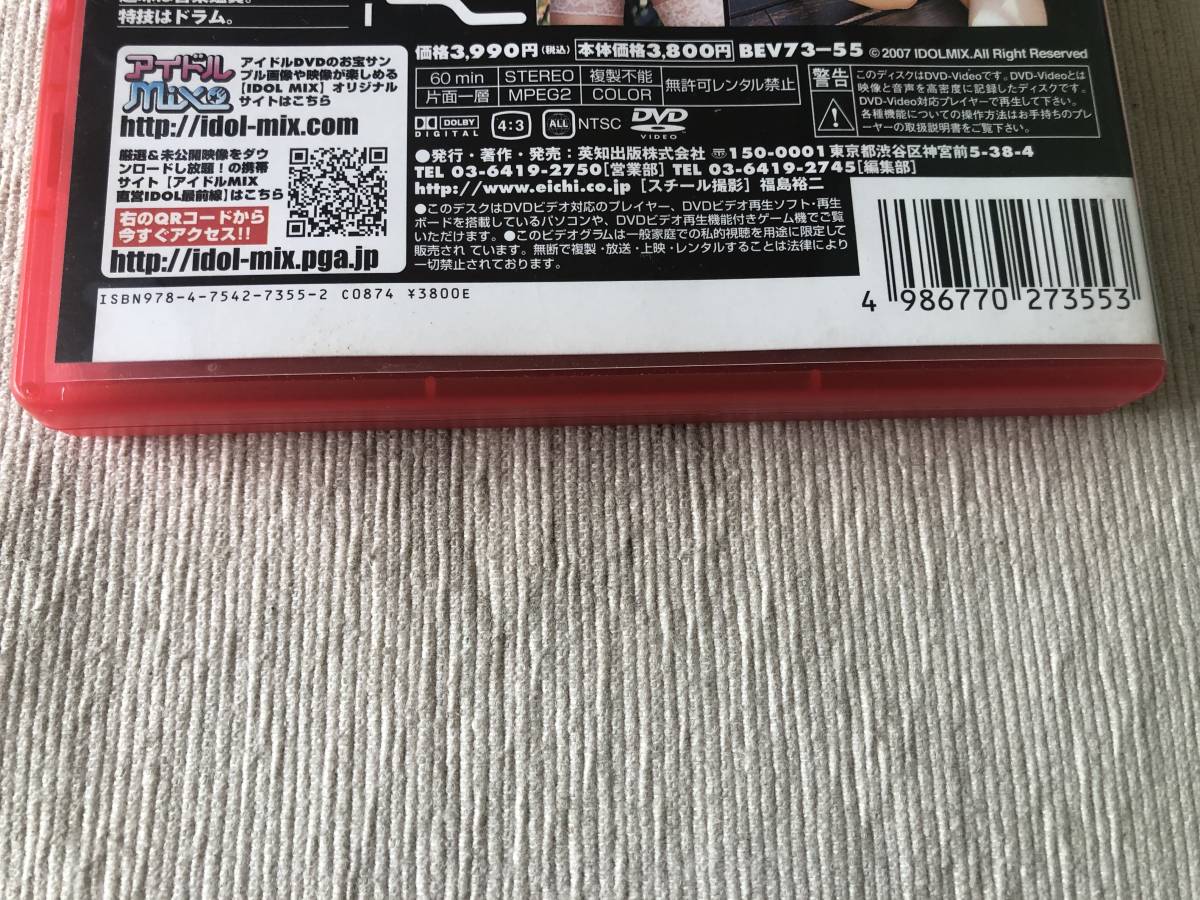 特技はドラム。
アイドル
Mix
アイドルDVDのお宝サン
プル画像や映像が楽しめる
[IDOL MIX] オリジナル
サイトはこちら
http://idol-mix.com
厳選&未公開映像をダウ
ンロードし放題!の携帯
サイト [アイドルMIX
直営IDOL最前線]はこちら
右のQRコードから
今すぐアクセス!!
http://idol-mix.pga.jp
ISBN978-4-7542-7355-2 C0874 ¥3800E
価格3,990円(税込) 本体価格3,800円 BEV73-55 ©2007 IDOLMIX.All Right Reserved
60 min STEREO 複製不能 無許可レンタル禁止
片面一層 MPEG2 COLOR
DOLBY DIGITAL 4:3 ALL NTSC DVD VIDEO
警告
このディスクはDVD-Videoです。DVD-Videoとは
映像と音声を高密度に記録したディスクです。
DVD-Video対応プレイヤーで再生して下さい。
各種機能についての操作方法はお手持ちのプレ
ーヤーの取扱説明書をご覧下さい。
●発行・著作・発売:英知出版株式会社 〒150-0001東京都渋谷区神宮前5-38-4
TEL 03-6419-2750[営業部] TEL 03-6419-2745[編集部]
http://www.eichi.co.jp [スチール撮影] 福島裕二
●このディスクはDVDビデオ対応のプレイヤー、DVDビデオ再生ソフト・再生
ボードを搭載しているパソコンや、DVDビデオ再生機能付きゲーム機でご覧
いただけます。●このビデオグラムは一般家庭での私的視聴を用途に限定して
販売され ています。無断で複製・放送・上映・レンタルすることは法律により
一切禁止されております。
4 986770 273553